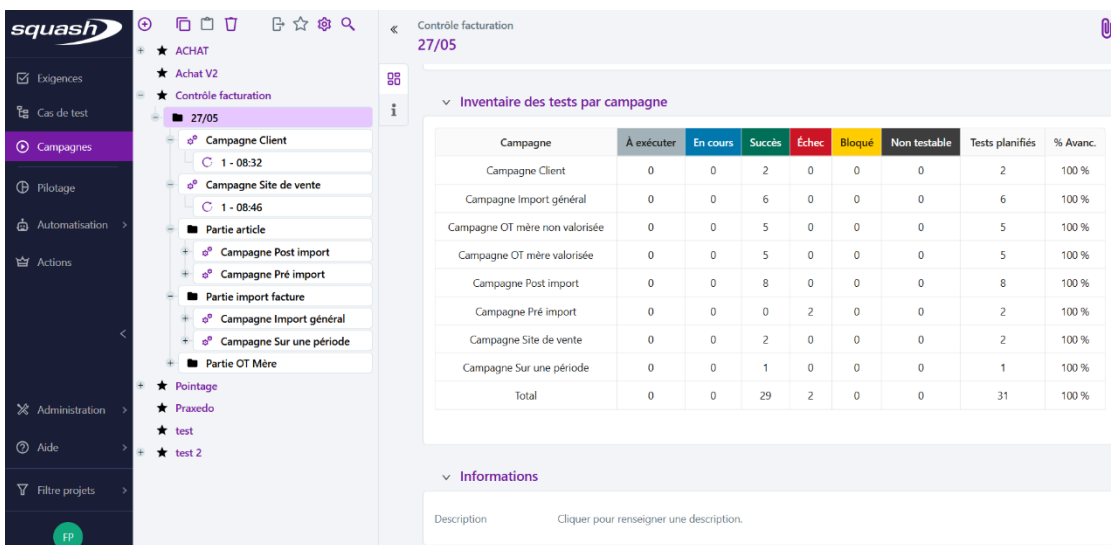 squash
Exigences
Cas de test
Campagnes
Pilotage
Automatisation
Actions
Administration
Aide
Filtre projets
EP
ACHAT
Achat V2
Contrôle facturation
27/05
Campagne Client
1 - 08:32
Campagne Site de vente
1 - 08:46
Partie article
Campagne Post import
Campagne Pré import
Partie import facture
Campagne Import général
Campagne Sur une période
Partie OT Mère
Pointage
Praxedo
test
test 2
Contrôle facturation
27/05
Inventaire des tests par campagne
Campagne À exécuter En cours Succès Échec Bloqué Non testable Tests planifiés % Avanc.
Campagne Client 0 0 2 0 0 0 2 100 %
Campagne Import général 0 0 6 0 0 0 6 100 %
Campagne OT mère non valorisée 0 0 5 0 0 0 5 100 %
Campagne OT mère valorisée 0 0 5 0 0 0 5 100 %
Campagne Post import 0 0 8 0 0 0 8 100 %
Campagne Pré import 0 0 0 2 0 0 2 100 %
Campagne Site de vente 0 0 2 0 0 0 2 100 %
Campagne Sur une période 0 0 1 0 0 0 1 100 %
Total 0 0 29 2 0 0 31 100 %
Informations
Description Cliquer pour renseigner une description.